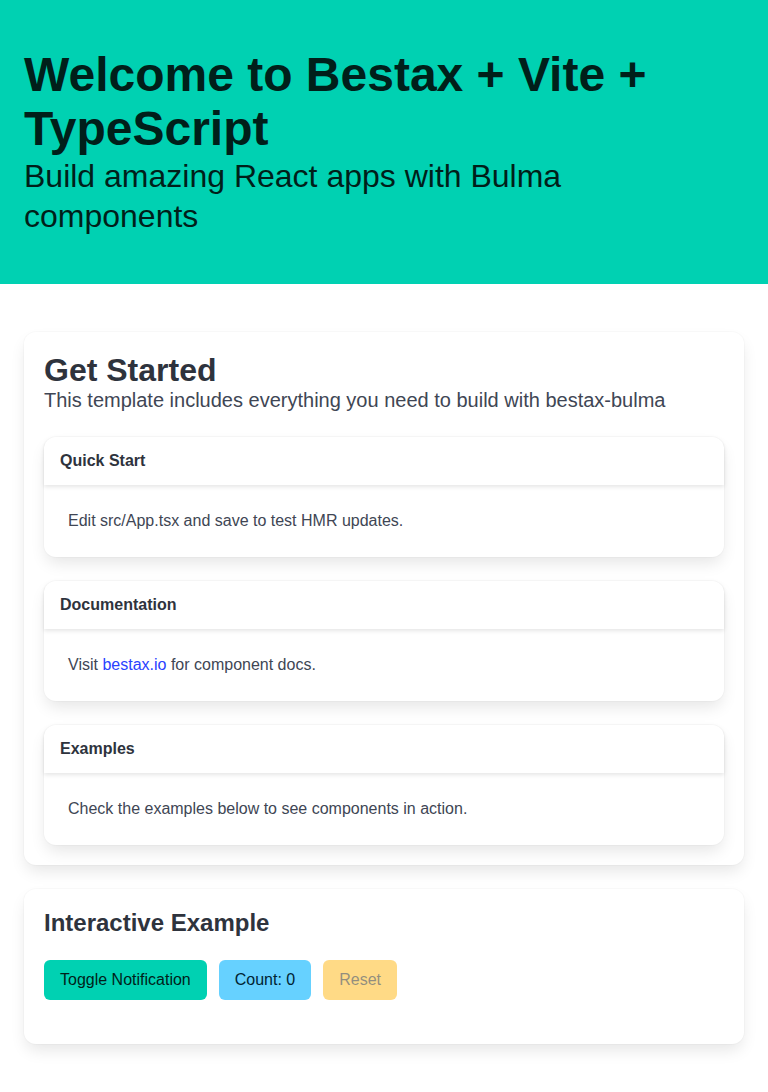 Welcome to Bestax + Vite +
TypeScript
Build amazing React apps with Bulma
components
Get Started
This template includes everything you need to build with bestax-bulma
Quick Start
Edit src/App.tsx and save to test HMR updates.
Documentation
Visit bestax.io for component docs.
Examples
Check the examples below to see components in action.
Interactive Example
Toggle Notification Count: 0 Reset